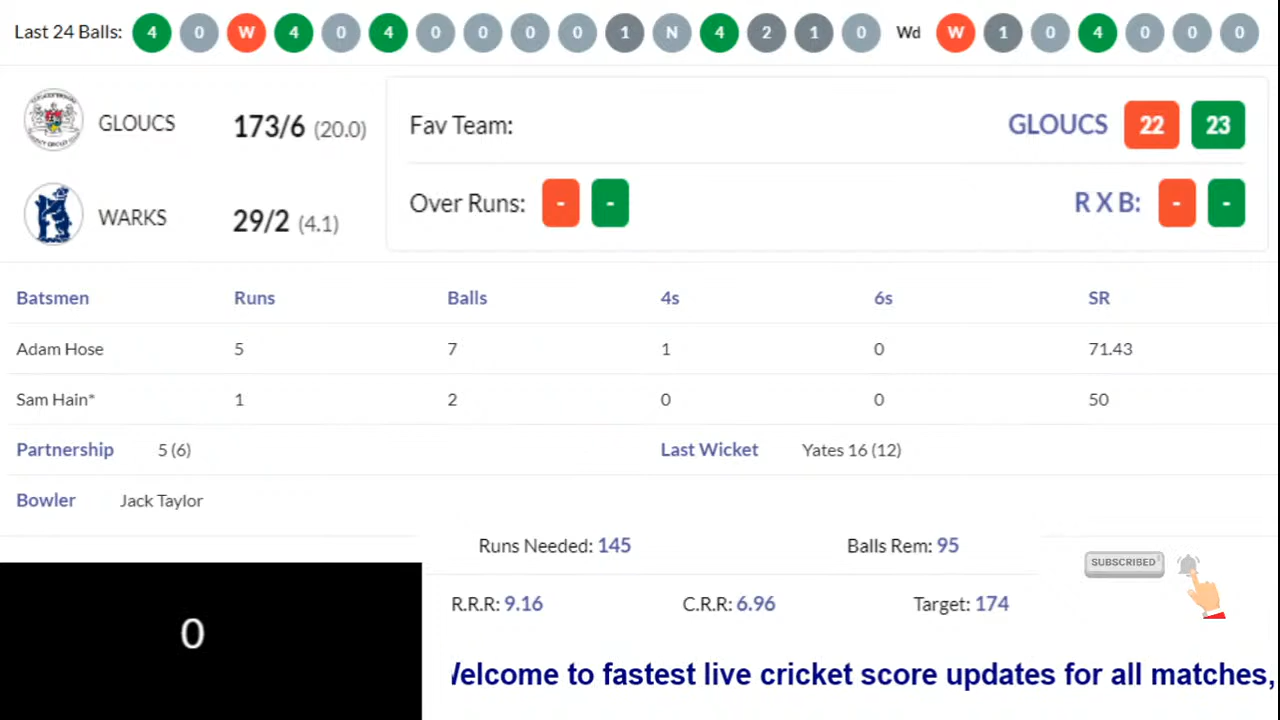 Last 24 Balls: 4 0 W 4 0 4 0 0 0 0 1 N 4 2 1 0 Wd W 1 0 4 0 0 0
GLOUCS 173/6 (20.0)
Fav Team: GLOUCS 22 23
WARKS 29/2 (4.1)
Over Runs: - - R X B: - -
Batsmen Runs Balls 4s 6s SR
Adam Hose 5 7 1 0 71.43
Sam Hain* 1 2 0 0 50
Partnership 5 (6) Last Wicket Yates 16 (12)
Bowler Jack Taylor
Runs Needed: 145 Balls Rem: 95
SUBSCRIBED
R.R.R: 9.16 C.R.R: 6.96 Target: 174
0
Welcome to fastest live cricket score updates for all matches,